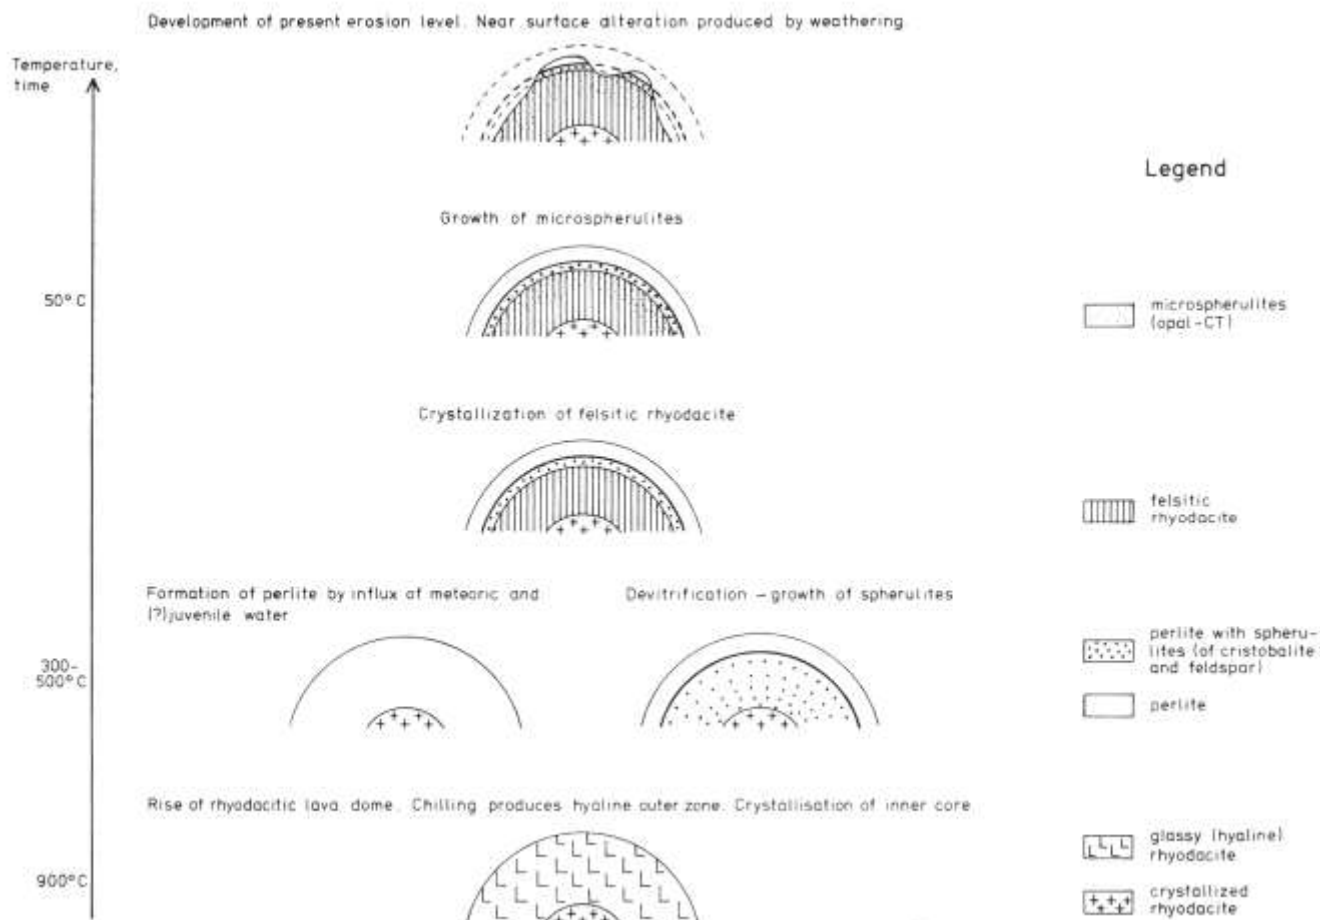 Development of present erosion level. Near surface alteration produced by weathering
Temperature,
time
Legend
Growth of microspherulites
50°C
microspherulites
(opal-CT)
Crystallization of felsitic rhyodacite
felsitic
rhyodacite
Formation of perlite by influx of meteoric and
(?)juvenile water
Devitrification – growth of spherulites
300-
500°C
perlite with spheru-
lites (of cristobalite
and feldspar)
perlite
Rise of rhyodacitic lava dome. Chilling produces hyaline outer zone. Crystallisation of inner core
900°C
glassy (hyaline)
rhyodacite
crystallized
rhyodacite